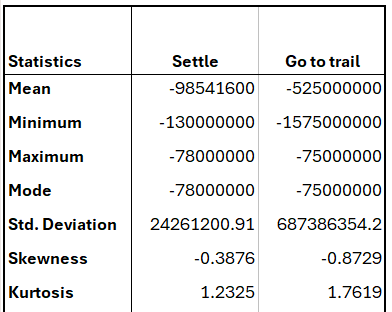 Statistics Settle Go to trail
Mean -98541600 -525000000
Minimum -130000000 -1575000000
Maximum -78000000 -75000000
Mode -78000000 -75000000
Std. Deviation 24261200.91 687386354.2
Skewness -0.3876 -0.8729
Kurtosis 1.2325 1.7619